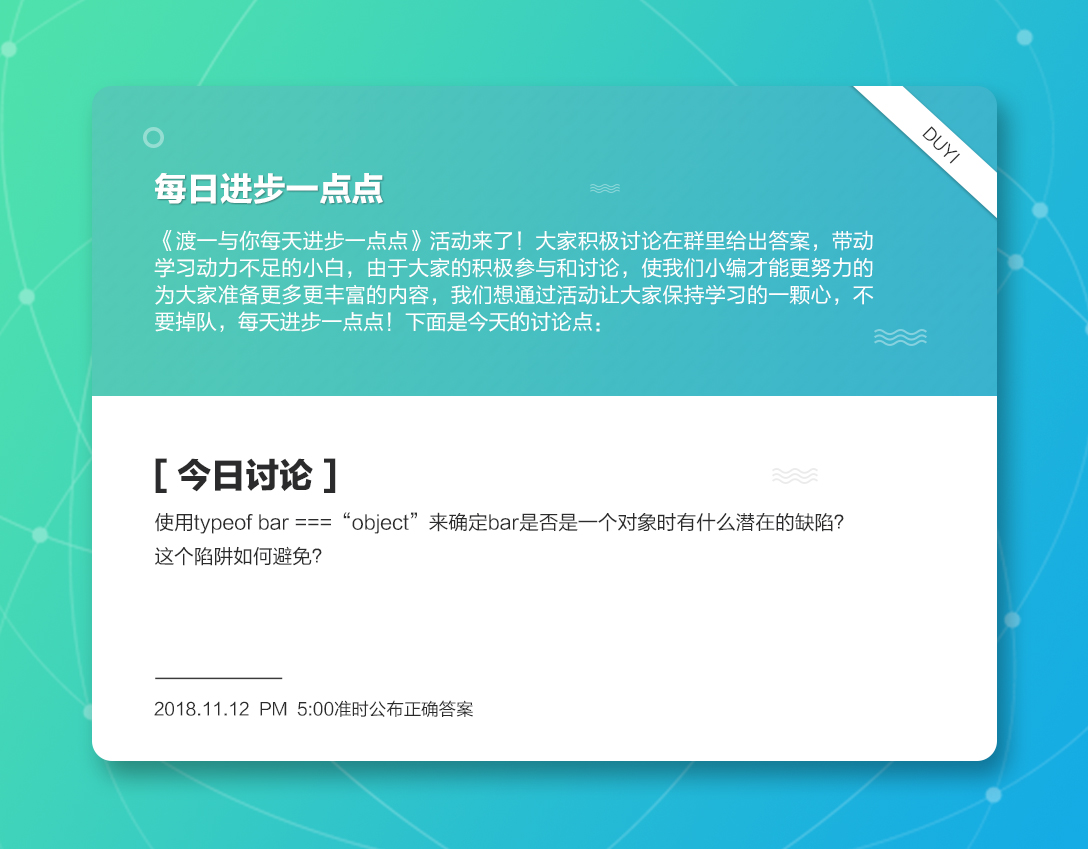 DUYI
每日进步一点点
《渡一与你每天进步一点点》活动来了！大家积极讨论在群里给出答案，带动
学习动力不足的小白，由于大家的积极参与和讨论，使我们小编才能更努力的
为大家准备更多更丰富的内容，我们想通过活动让大家保持学习的一颗心，不
要掉队，每天进步一点点！下面是今天的讨论点：
[ 今日讨论 ]
使用typeof bar ===“object”来确定bar是否是一个对象时有什么潜在的缺陷？
这个陷阱如何避免？
2018.11.12 PM 5:00准时公布正确答案